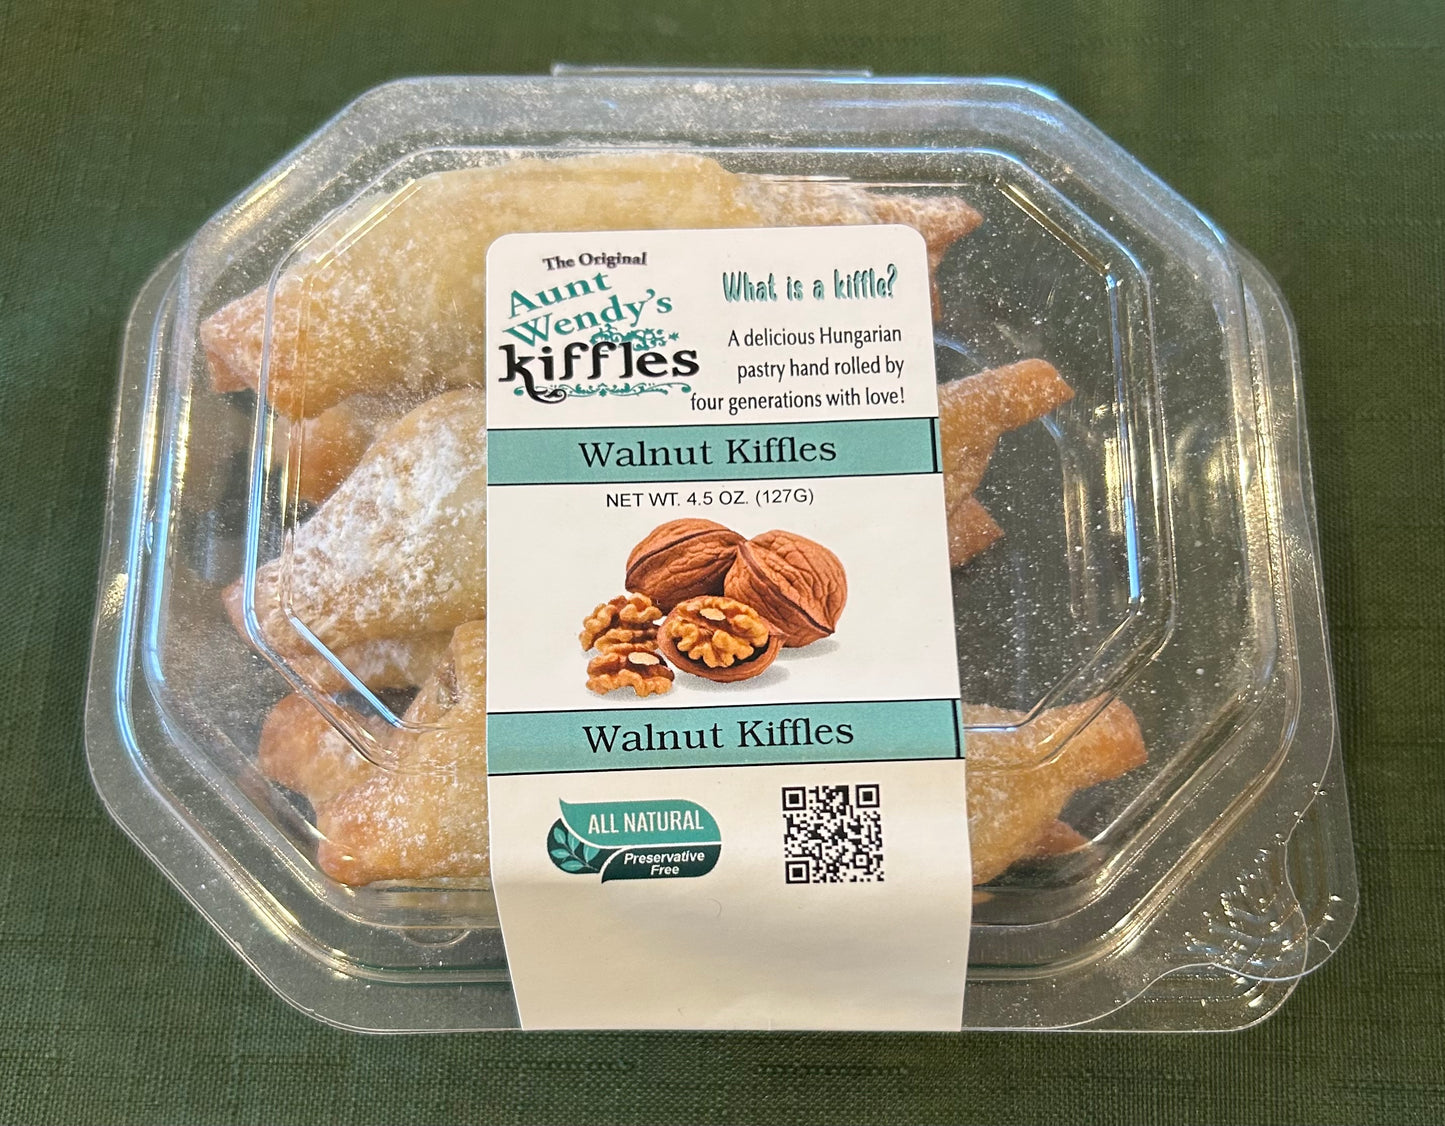 The Original
Aunt
Wendy's
kiffles
What is a kiffle?
A delicious Hungarian
pastry hand rolled by
four generations with love!
Walnut Kiffles
NET WT. 4.5 OZ. (127G)
Walnut Kiffles
ALL NATURAL
Preservative
Free